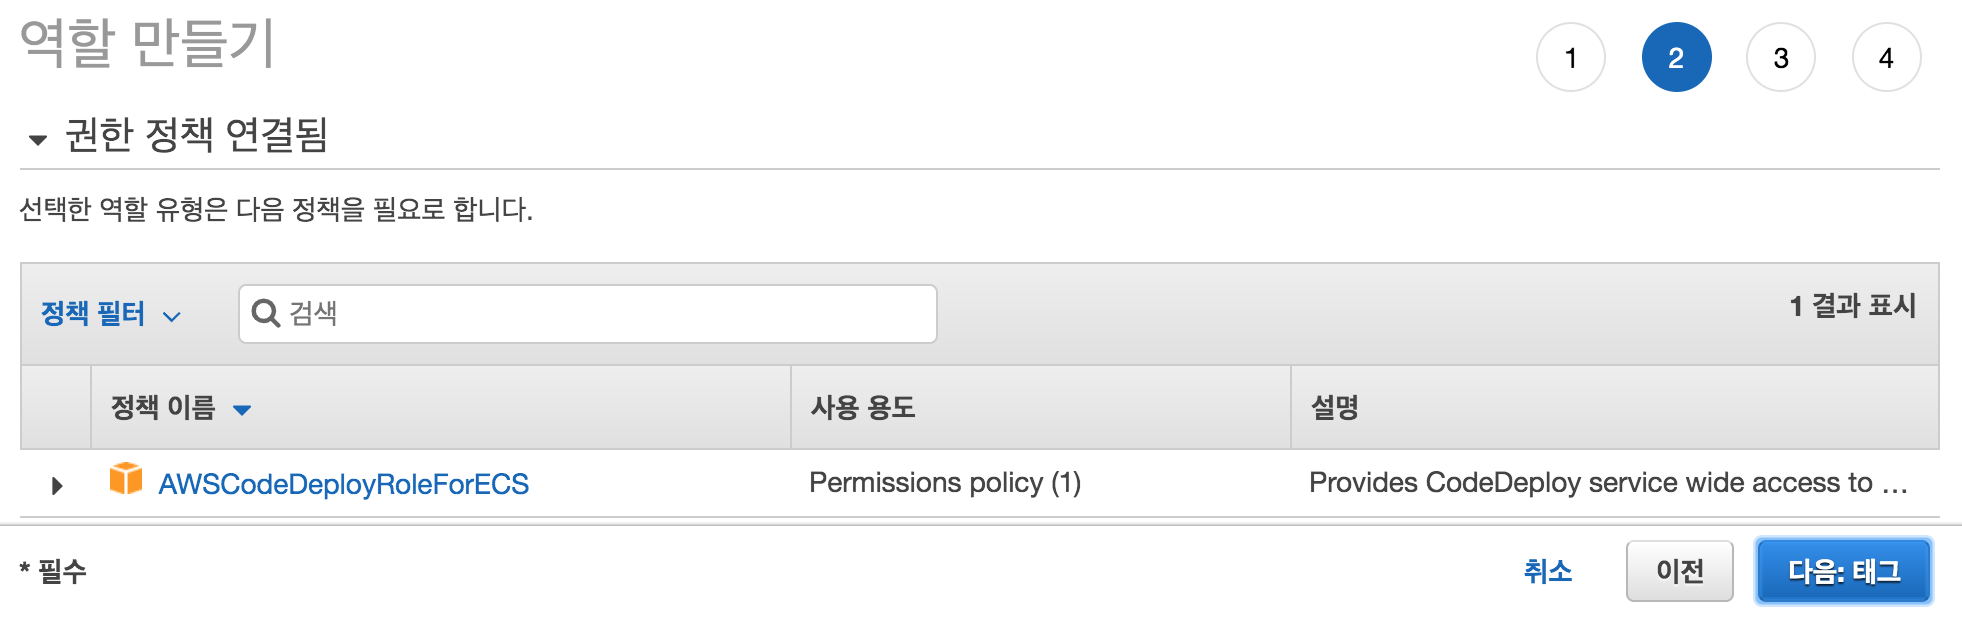 역할 만들기
1 2 3 4
권한 정책 연결됨
선택한 역할 유형은 다음 정책을 필요로 합니다.
정책 필터 검색 1 결과 표시
정책 이름 사용 용도 설명
AWSCodeDeployRoleForECS Permissions policy (1) Provides CodeDeploy service wide access to ...
* 필수 취소 이전 다음: 태그